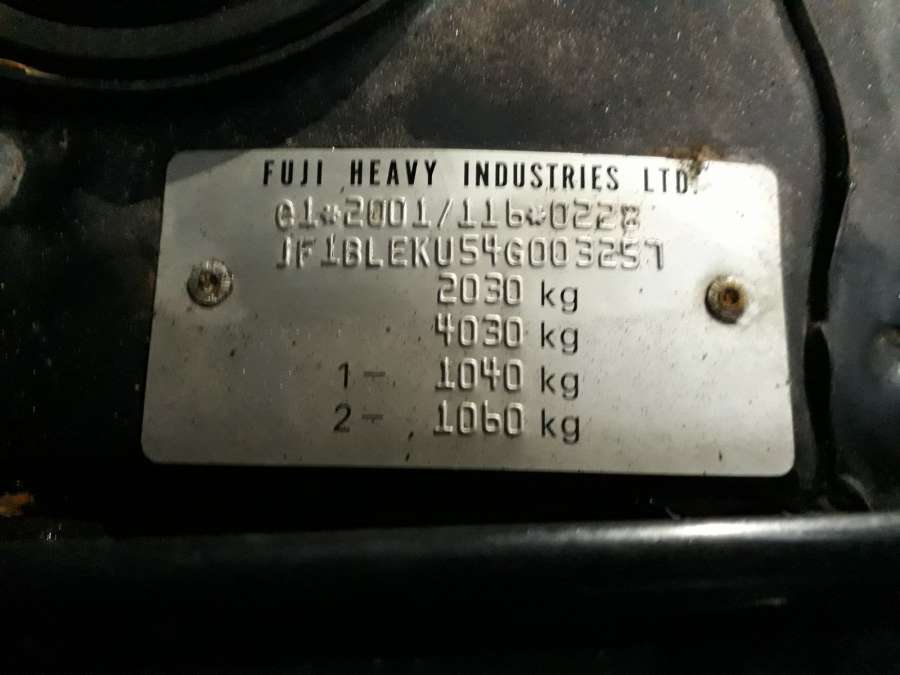 FUJI HEAVY INDUSTRIES LTD.
e1*2001/116*0228
JF1BLEKU54G003257
2030 kg
4030 kg
1- 1040 kg
2- 1060 kg